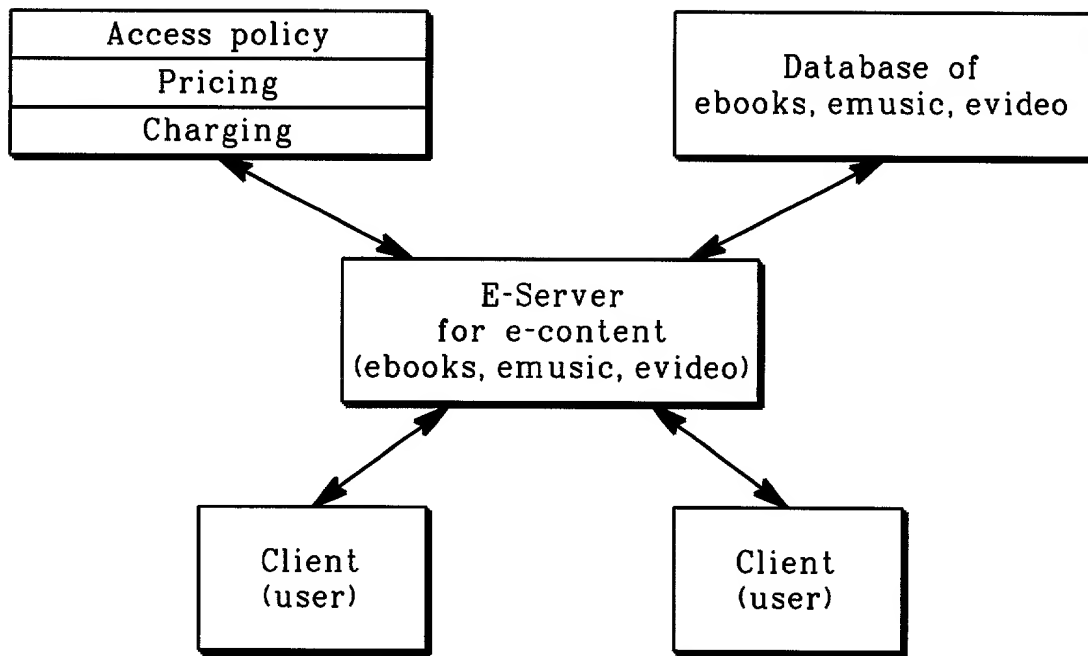 Access policy
Pricing
Charging
Database of
ebooks, emusic, evideo
E-Server
for e-content
(ebooks, emusic, evideo)
Client
(user)
Client
(user)